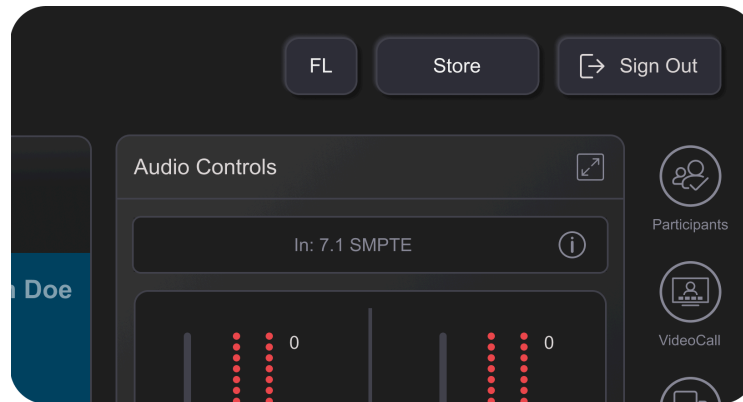 FL
Store
Sign Out
Audio Controls
Participants
In: 7.1 SMPTE
Doe
VideoCall
0
0